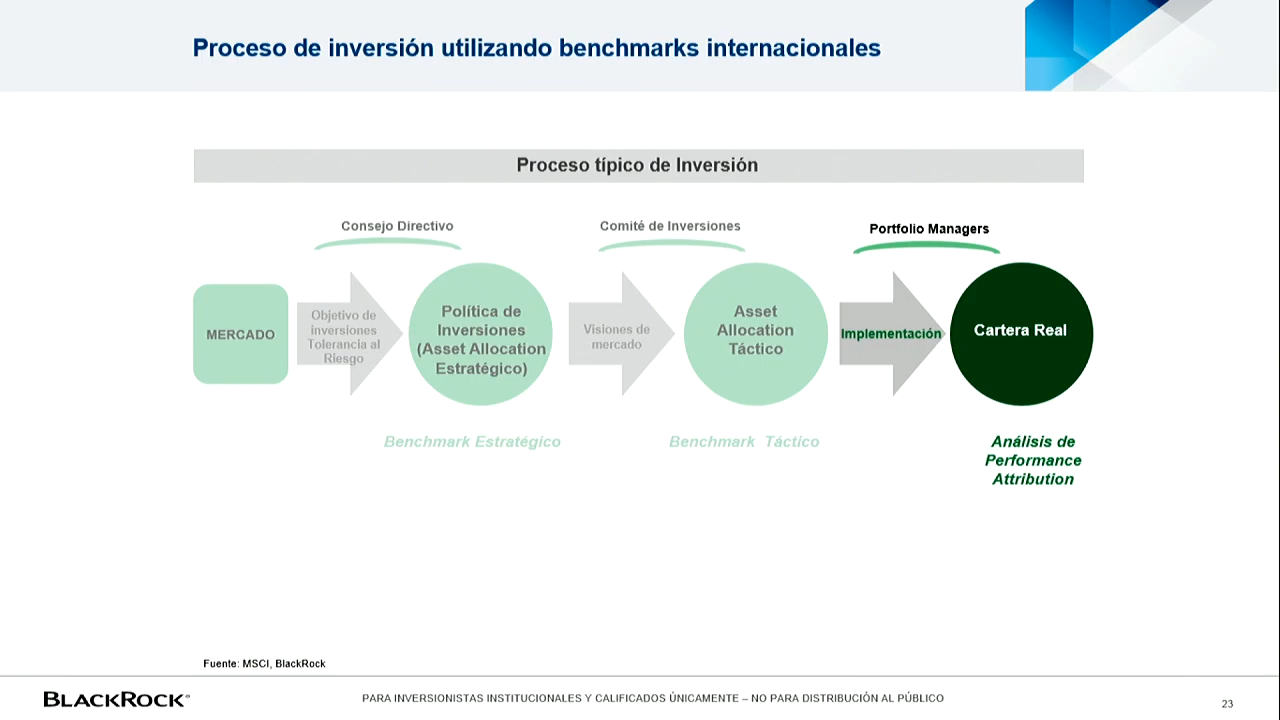 Proceso de inversión utilizando benchmarks internacionales
Proceso típico de Inversión
Consejo Directivo
Comité de Inversiones
Portfolio Managers
MERCADO
Objetivo de
inversiones
Tolerancia al
Riesgo
Política de
Inversiones
(Asset Allocation
Estratégico)
Visiones de
mercado
Asset
Allocation
Táctico
Implementación
Cartera Real
Benchmark Estratégico
Benchmark Táctico
Análisis de
Performance
Attribution
Fuente: MSCI, BlackRock
BLACKROCK®
PARA INVERSIONISTAS INSTITUCIONALES Y CALIFICADOS ÚNICAMENTE – NO PARA DISTRIBUCIÓN AL PÚBLICO
23